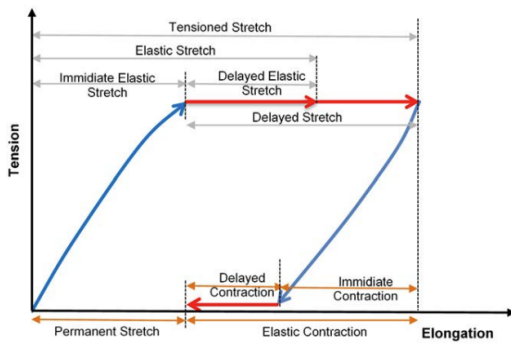 Tensioned Stretch
Elastic Stretch
Immidiate Elastic
Stretch
Delayed Elastic
Stretch
Delayed Stretch
Tension
Delayed
Contraction
Immidiate
Contraction
Permanent Stretch
Elastic Contraction
Elongation